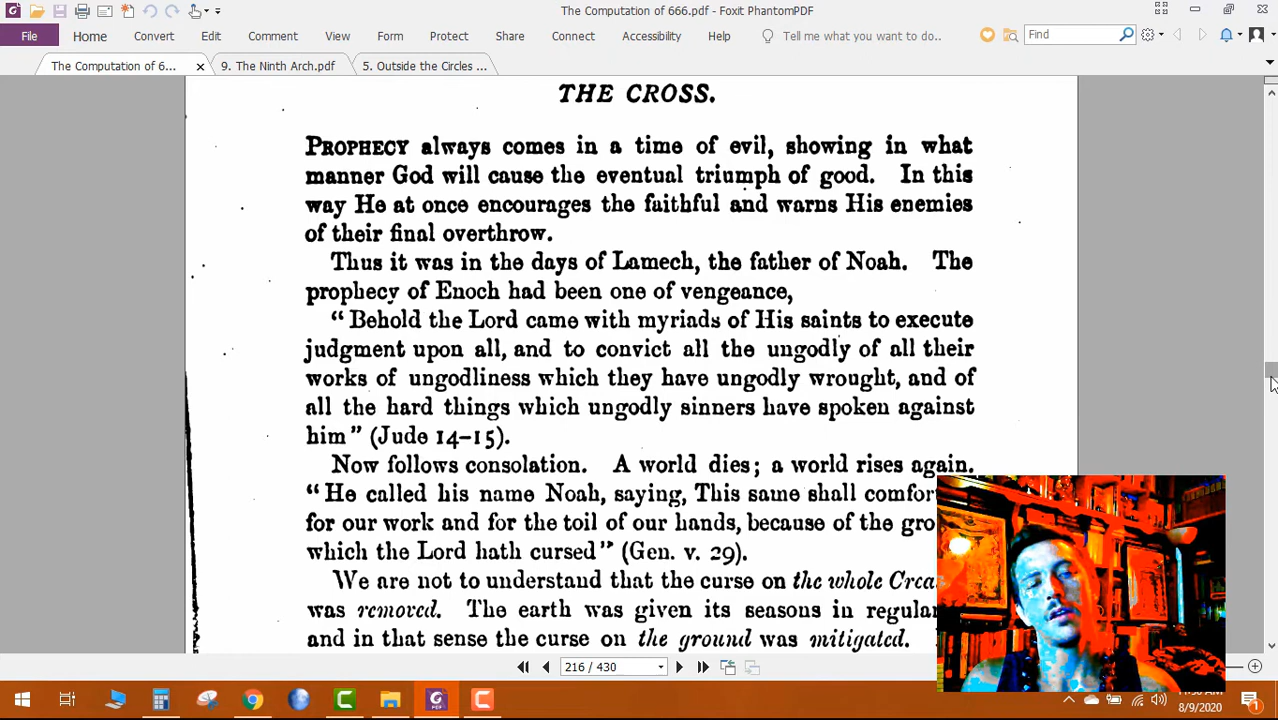 The Computation of 666.pdf - Foxit PhantomPDF
File Home Convert Edit Comment View Form Protect Share Connect Accessibility Help Tell me what you want to do.. Find
The Computation of 6... 9. The Ninth Arch.pdf 5. Outside the Circles ...
THE CROSS.
PROPHECY always comes in a time of evil, showing in what
manner God will cause the eventual triumph of good. In this
way He at once encourages the faithful and warns His enemies
of their final overthrow.
Thus it was in the days of Lamech, the father of Noah. The
prophecy of Enoch had been one of vengeance,
“Behold the Lord came with myriads of His saints to execute
judgment upon all, and to convict all the ungodly of all their
works of ungodliness which they have ungodly wrought, and of
all the hard things which ungodly sinners have spoken against
him” (Jude 14–15).
Now follows consolation. A world dies; a world rises again.
“He called his name Noah, saying, This same shall comfor
for our work and for the toil of our hands, because of the gro
which the Lord hath cursed” (Gen. v. 29).
We are not to understand that the curse on the whole Crea
was removed. The earth was given its seasons in regular
and in that sense the curse on the ground was mitigated.
216 / 430
8/9/2020